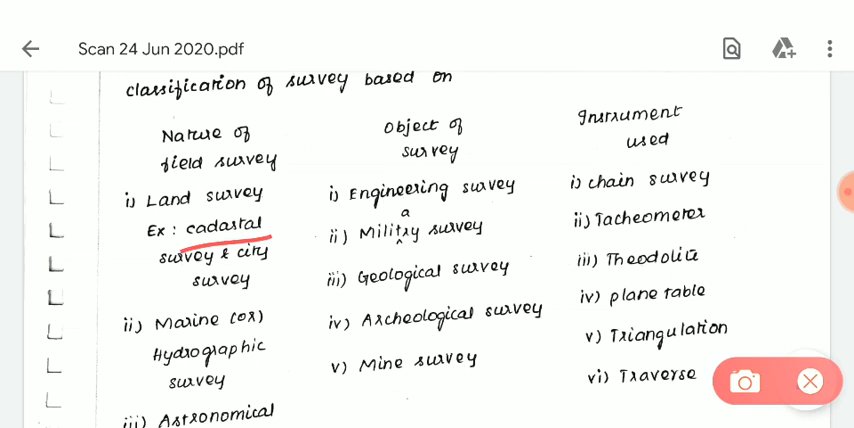 Scan 24 Jun 2020.pdf
classification of survey based on
Nature of
field survey
i) Land survey
Ex: cadastal
survey & city
survey
ii) Marine (or)
Hydrographic
survey
iii) Astronomical
Object of
survey
i) Engineering survey
ii) Militray survey
iii) Geological survey
iv) Archeological survey
v) Mine survey
Instrument
used
i) chain survey
ii) Tacheometer
iii) Theodolite
iv) plane table
v) Triangulation
vi) Traverse